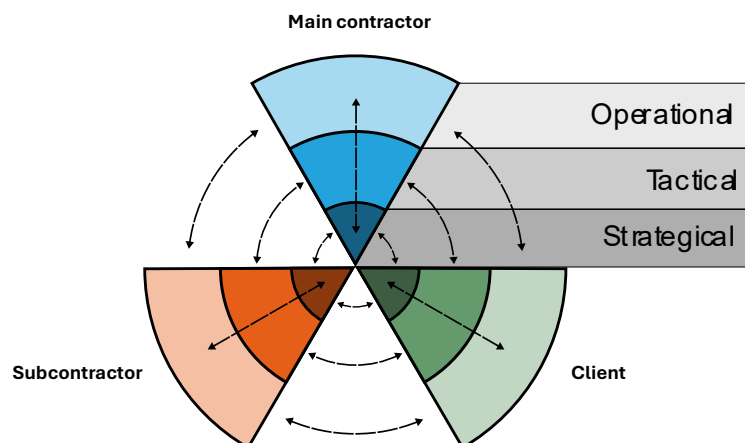 Main contractor
Operational
Tactical
Strategical
Subcontractor
Client